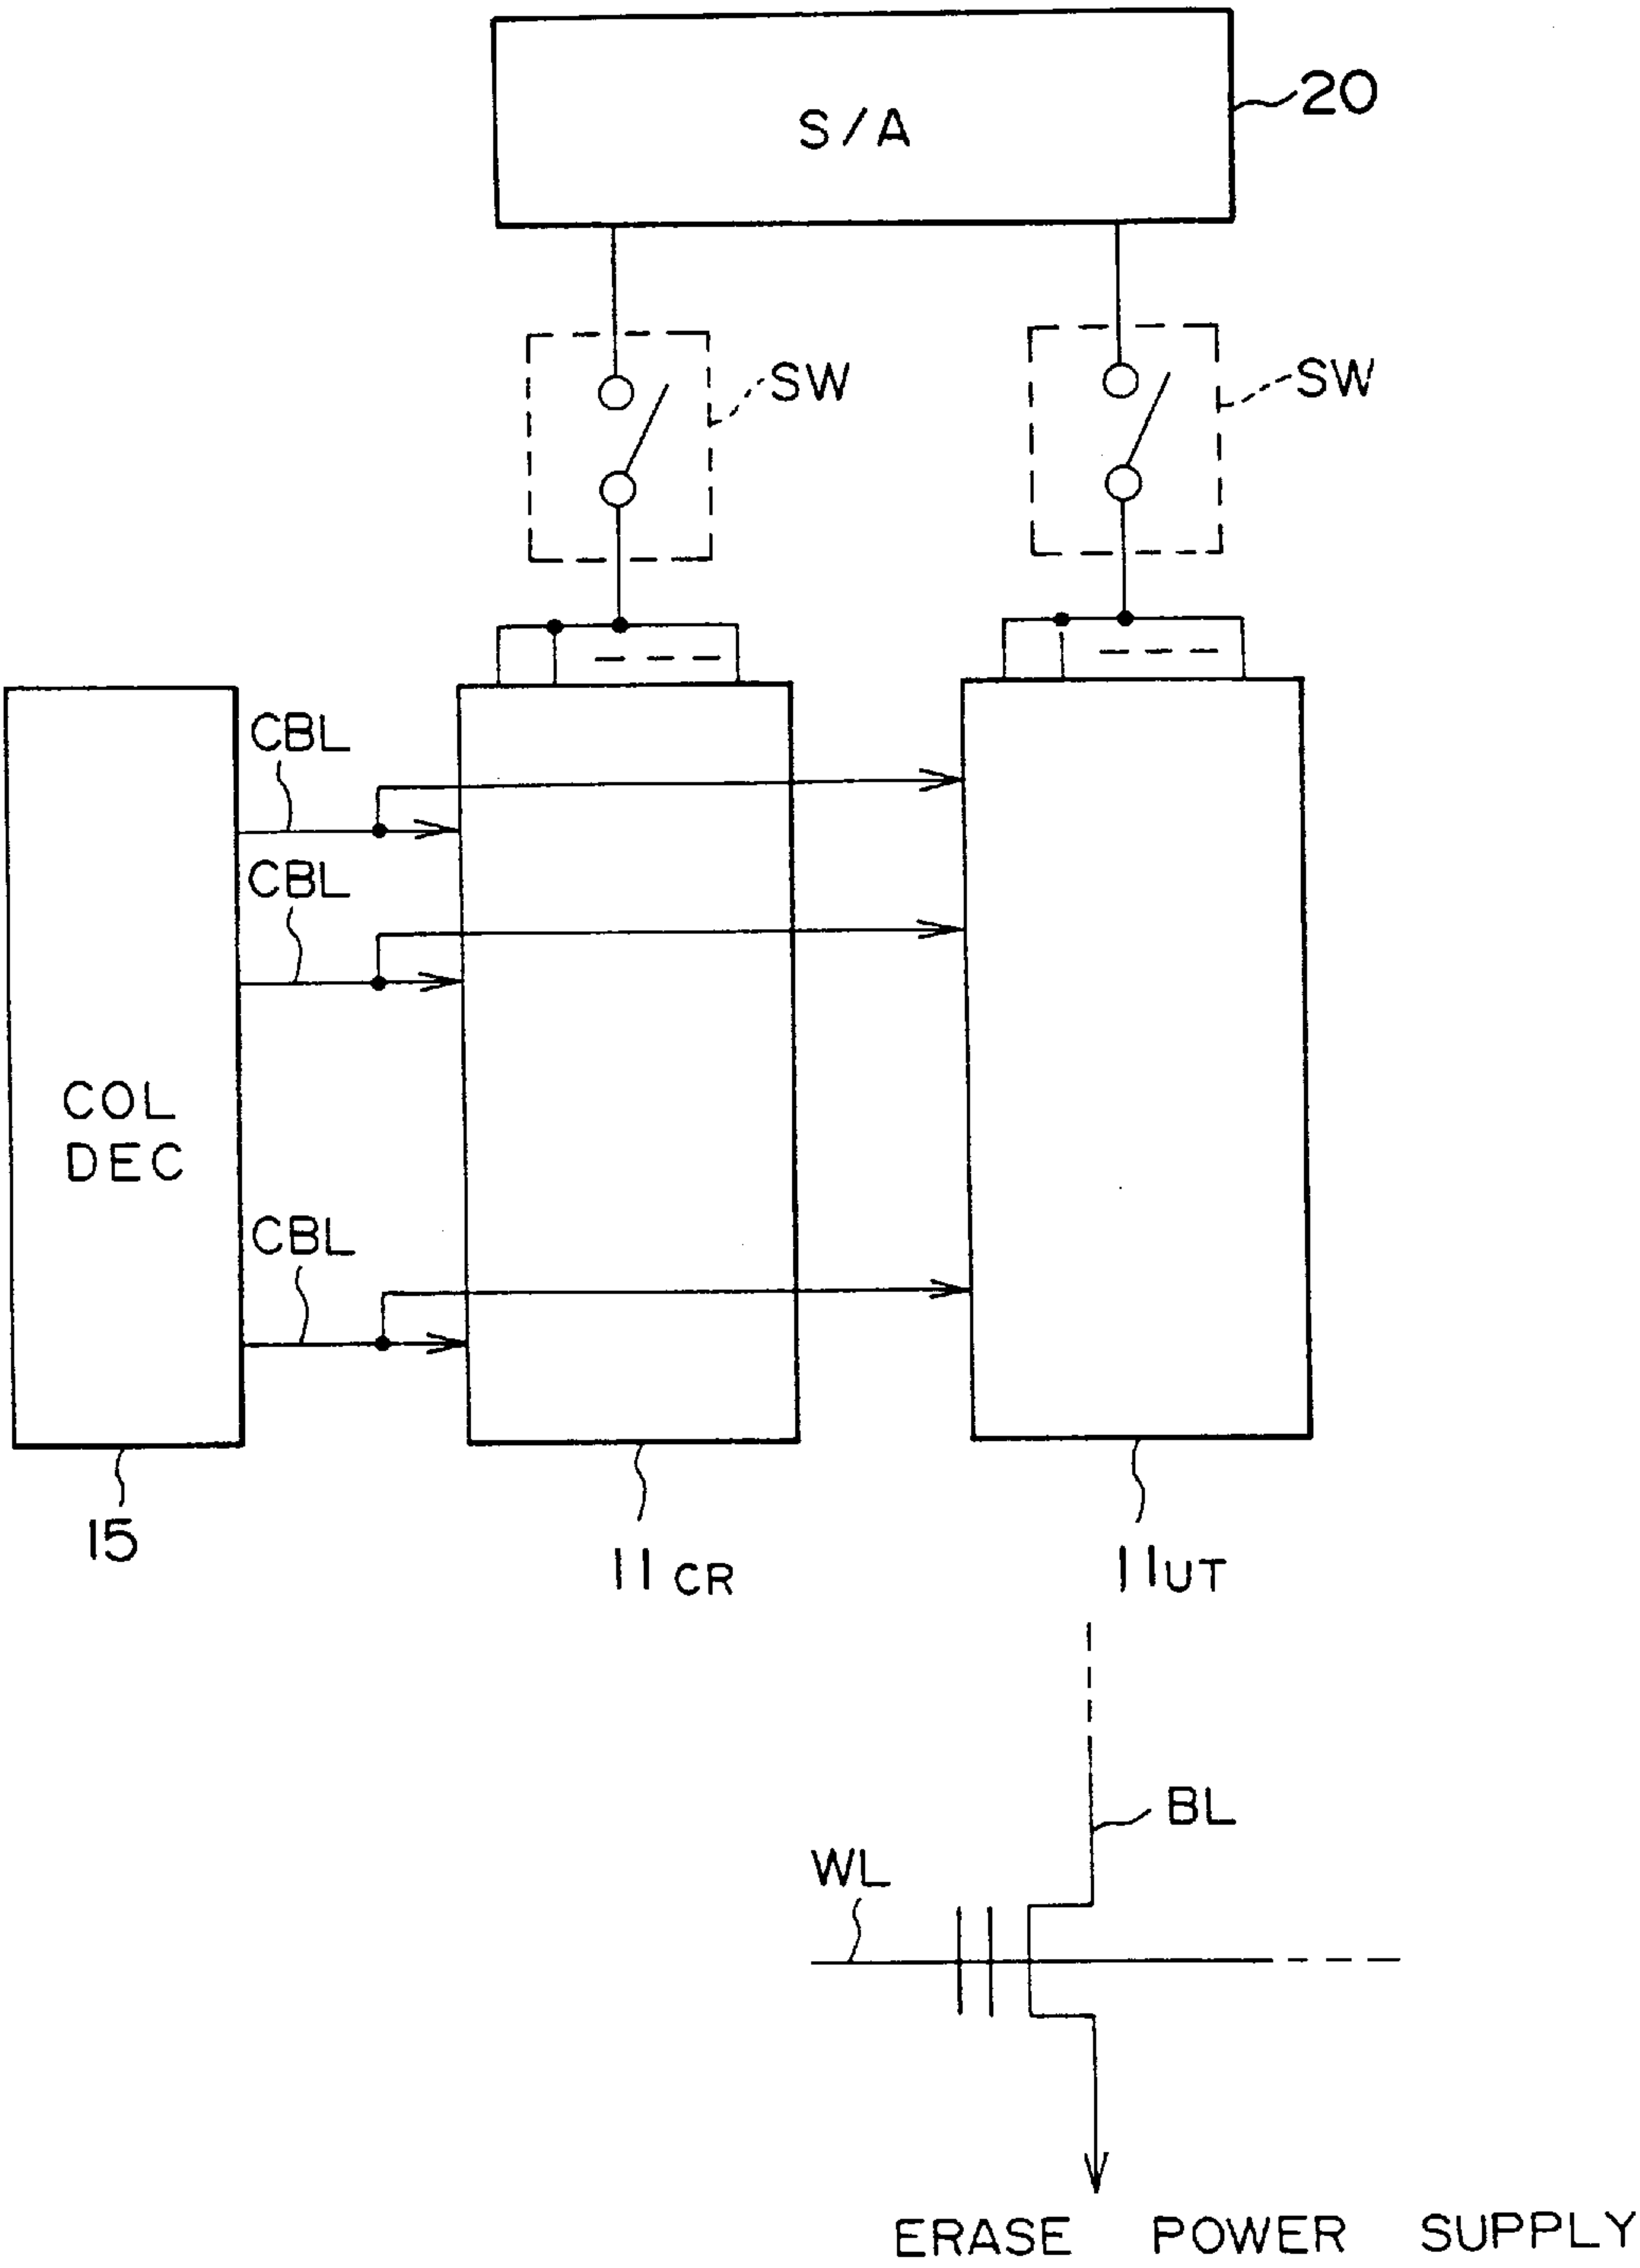 S/A
20
SW
SW
CBL
CBL
COL
DEC
CBL
15
11CR
11UT
BL
WL
ERASE POWER SUPPLY